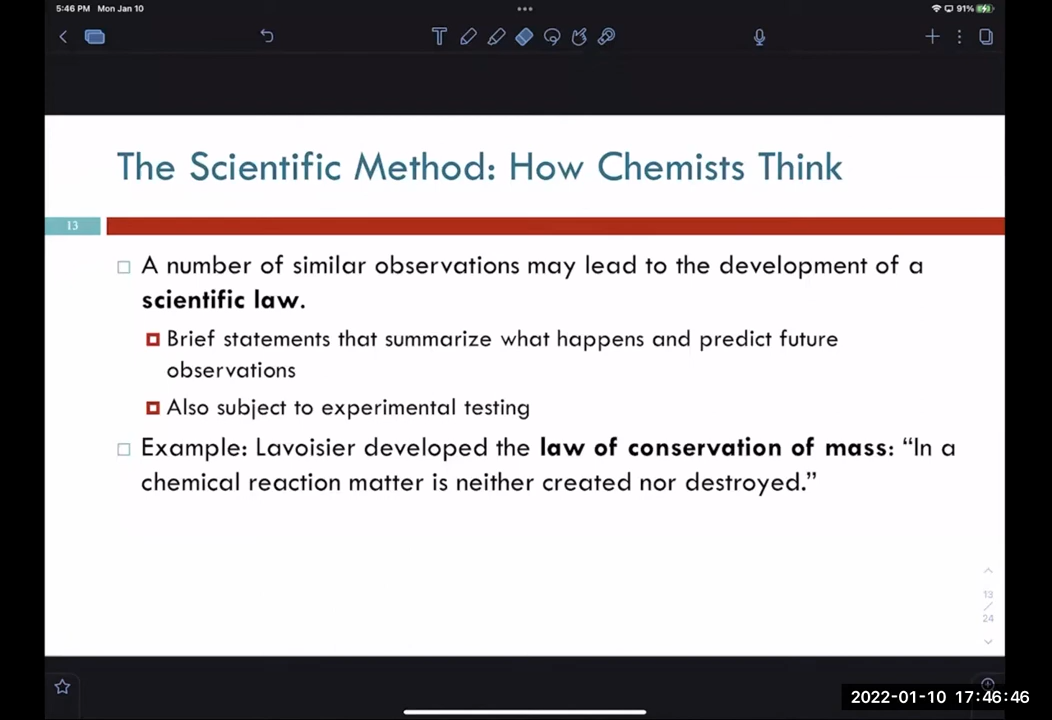 5:46 PM Mon Jan 10
91%
The Scientific Method: How Chemists Think
13
A number of similar observations may lead to the development of a
scientific law.
Brief statements that summarize what happens and predict future
observations
Also subject to experimental testing
Example: Lavoisier developed the law of conservation of mass: “In a
chemical reaction matter is neither created nor destroyed.”
13
/
24
2022-01-10 17:46:46